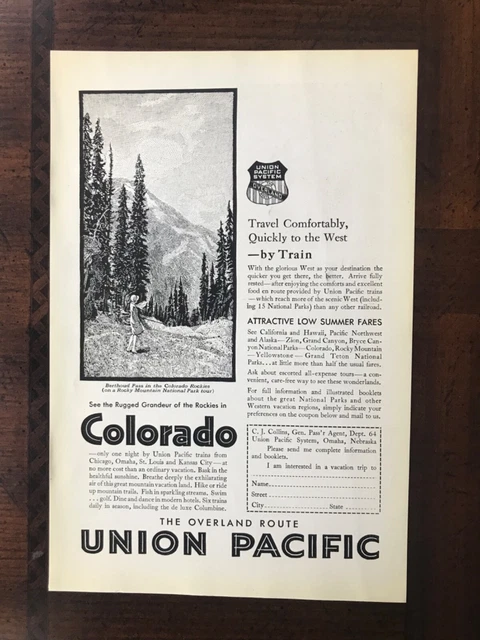 Berthoud Pass in the Colorado Rockies
(on a Rocky Mountain National Park tour)
See the Rugged Grandeur of the Rockies in
Colorado
—only one night by Union Pacific trains from
Chicago, Omaha, St. Louis and Kansas City—at
no more cost than an ordinary vacation. Bask in the
healthful sunshine. Breathe deeply the exhilarating
air of this great mountain vacation land. Hike or ride
up mountain trails. Fish in sparkling streams. Swim
. . . golf. Dine and dance in modern hotels. Six trains
daily in season, including the de luxe Columbine.
UNION
PACIFIC
SYSTEM
OVERLAND
Travel Comfortably,
Quickly to the West
—by Train
With the glorious West as your destination the
quicker you get there, the better. Arrive fully
rested—after enjoying the comforts and excellent
food en route provided by Union Pacific trains
—which reach more of the scenic West (includ-
ing 15 National Parks) than any other railroad.
ATTRACTIVE LOW SUMMER FARES
See California and Hawaii, Pacific Northwest
and Alaska—Zion, Grand Canyon, Bryce Can-
yon National Parks—Colorado, Rocky Mountain
—Yellowstone — Grand Teton National
Parks...at little more than half the usual fares.
Ask about escorted all-expense tours—a con-
venient, care-free way to see these wonderlands.
For full information and illustrated booklets
about the great National Parks and other
Western vacation regions, simply indicate your
preferences on the coupon below and mail to us.
C. J. Collins, Gen. Pass'r Agent, Dept. 64
Union Pacific System, Omaha, Nebraska
Please send me complete information
and booklets.
I am interested in a vacation trip to
Name
Street
City State
THE OVERLAND ROUTE
UNION PACIFIC